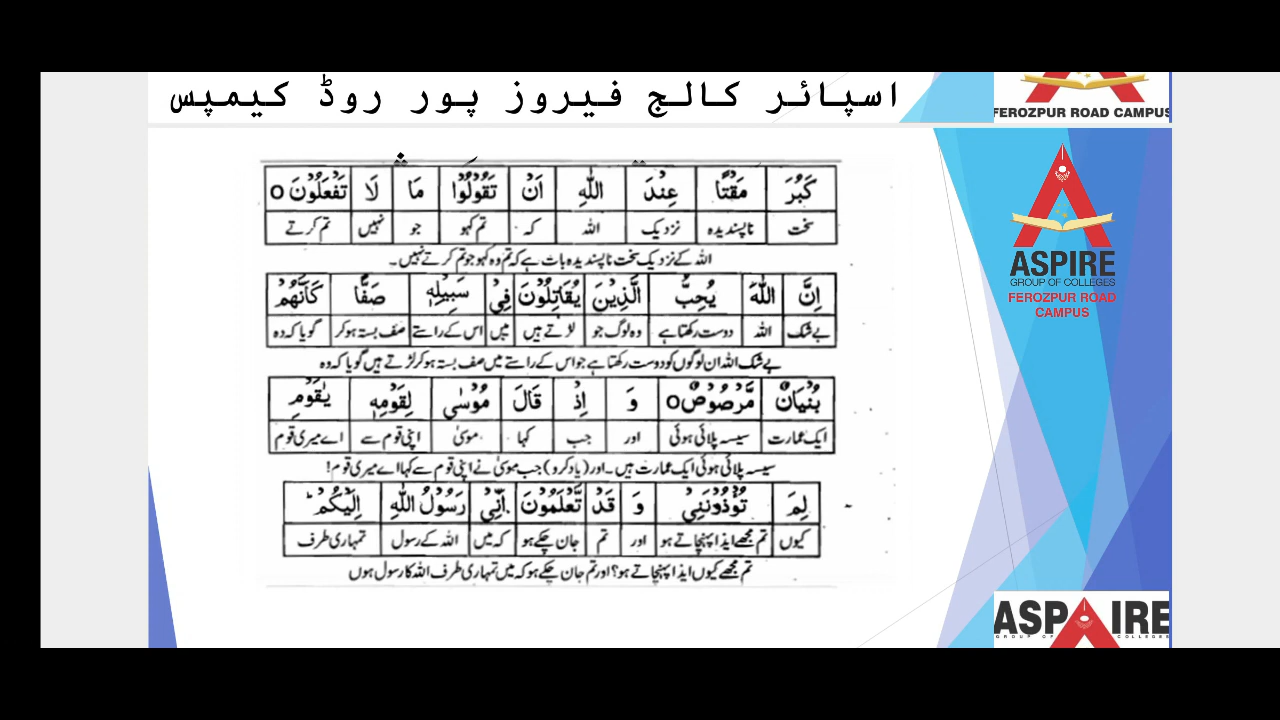 اسپائر کالج فیروز پور روڈ کیمپس
FEROZPUR ROAD CAMPUS
ASPIRE
GROUP OF COLLEGES
FEROZPUR ROAD
CAMPUS
كَبُرَ مَقْتًا عِنْدَ اللّٰهِ اَنْ تَقُوْلُوْا مَا لَا تَفْعَلُوْنَ o
سخت ناپسندیدہ نزدیک اللہ کہ تم کہو جو نہیں تم کرتے
اللہ کے نزدیک سخت ناپسندیدہ بات ہے کہ تم وہ کہو جو تم کرتے نہیں۔
اِنَّ اللّٰهَ يُحِبُّ الَّذِيْنَ يُقَاتِلُوْنَ فِيْ سَبِيْلِهٖ صَفًّا كَاَنَّهُمْ
بے شک اللہ دوست رکھتا ہے وہ لوگ جو لڑتے ہیں میں اس کے راستے صف بستہ ہو کر گویا کہ وہ
بے شک اللہ ان لوگوں کو دوست رکھتا ہے جو اس کے راستے میں صف بستہ ہو کر لڑتے ہیں گویا کہ وہ
بُنْيَانٌ مَّرْصُوْصٌ o وَ اِذْ قَالَ مُوْسٰى لِقَوْمِهٖ يٰقَوْمِ
ایک عمارت سیسہ پلائی ہوئی اور جب کہا موسیٰ اپنی قوم سے اے میری قوم
سیسہ پلائی ہوئی ایک عمارت ہیں۔ اور (یاد کرو) جب موسیٰ نے اپنی قوم سے کہا اے میری قوم!
لِمَ تُؤْذُوْنَنِيْ وَ قَدْ تَّعْلَمُوْنَ اَنِّيْ رَسُوْلُ اللّٰهِ اِلَيْكُمْ ؕ
کیوں تم مجھے ایذا پہنچاتے ہو اور تم جان چکے ہو کہ میں اللہ کے رسول تمہاری طرف
تم مجھے کیوں ایذا پہنچاتے ہو؟ اور تم جان چکے ہو کہ میں تمہاری طرف اللہ کا رسول ہوں
ASPIRE
GROUP OF COLLEGES